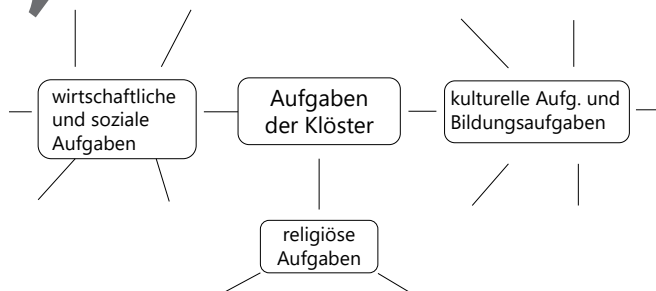 wirtschaftliche
und soziale
Aufgaben
Aufgaben
der Klöster
kulturelle Aufg. und
Bildungsaufgaben
religiöse
Aufgaben